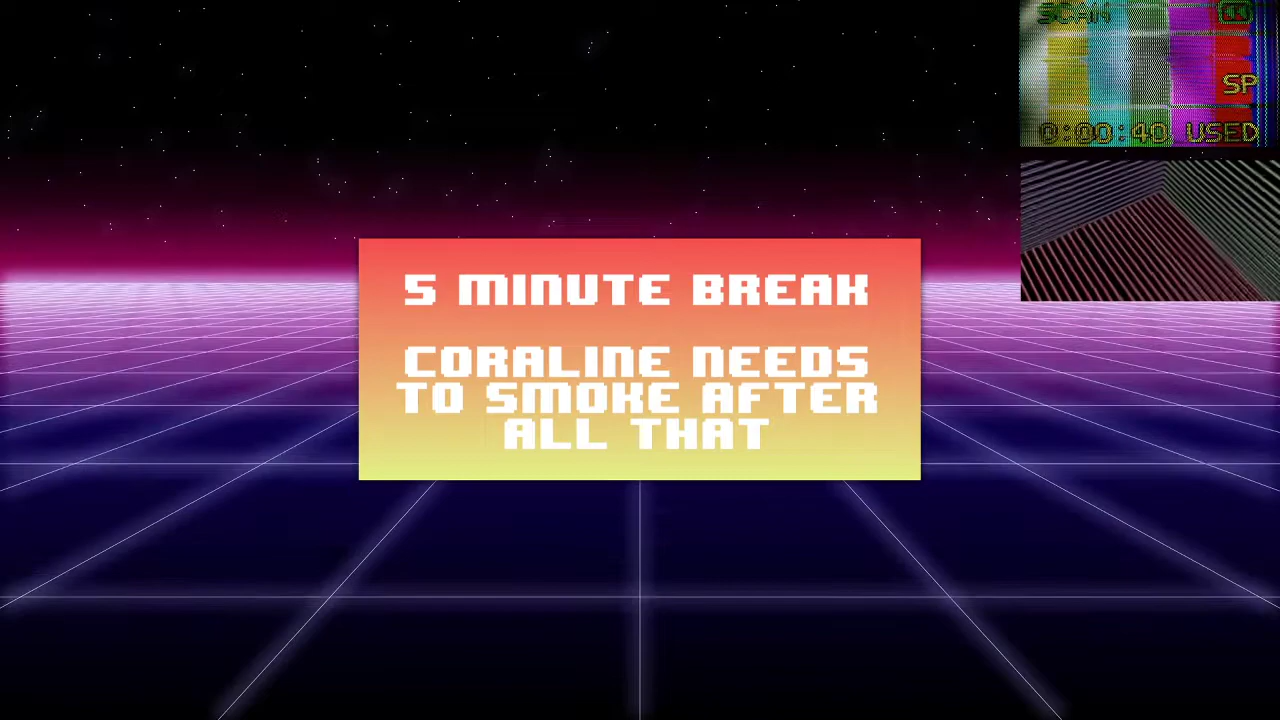 SCAN
SP
0:00:40 USED
5 MINUTE BREAK
CORALINE NEEDS
TO SMOKE AFTER
ALL THAT